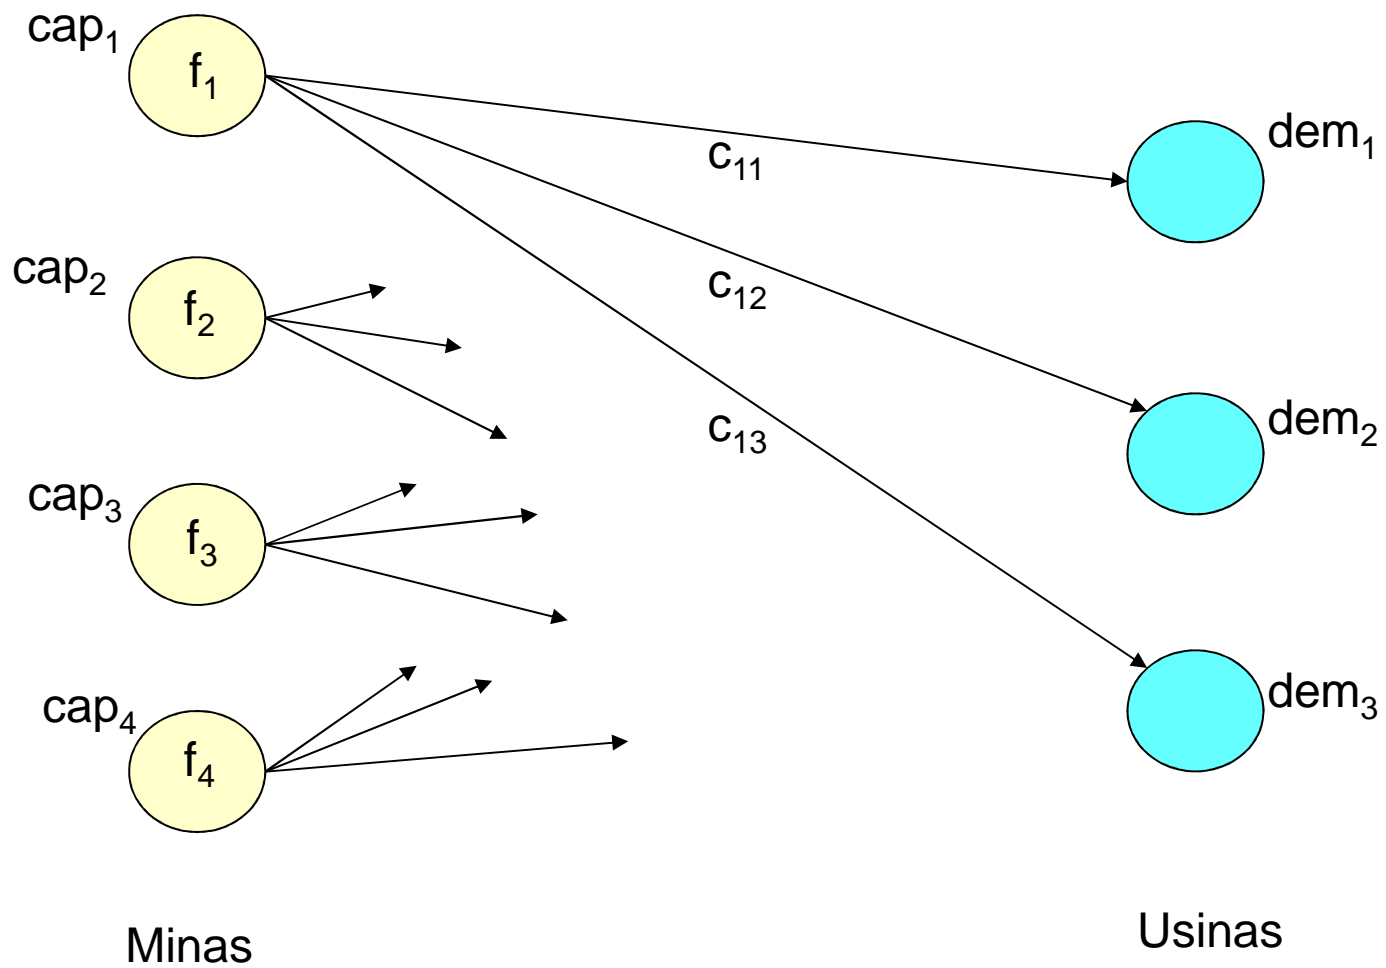 cap₁
f₁
c₁₁
dem₁
cap₂
f₂
c₁₂
dem₂
c₁₃
cap₃
f₃
dem₃
cap₄
f₄
Minas
Usinas